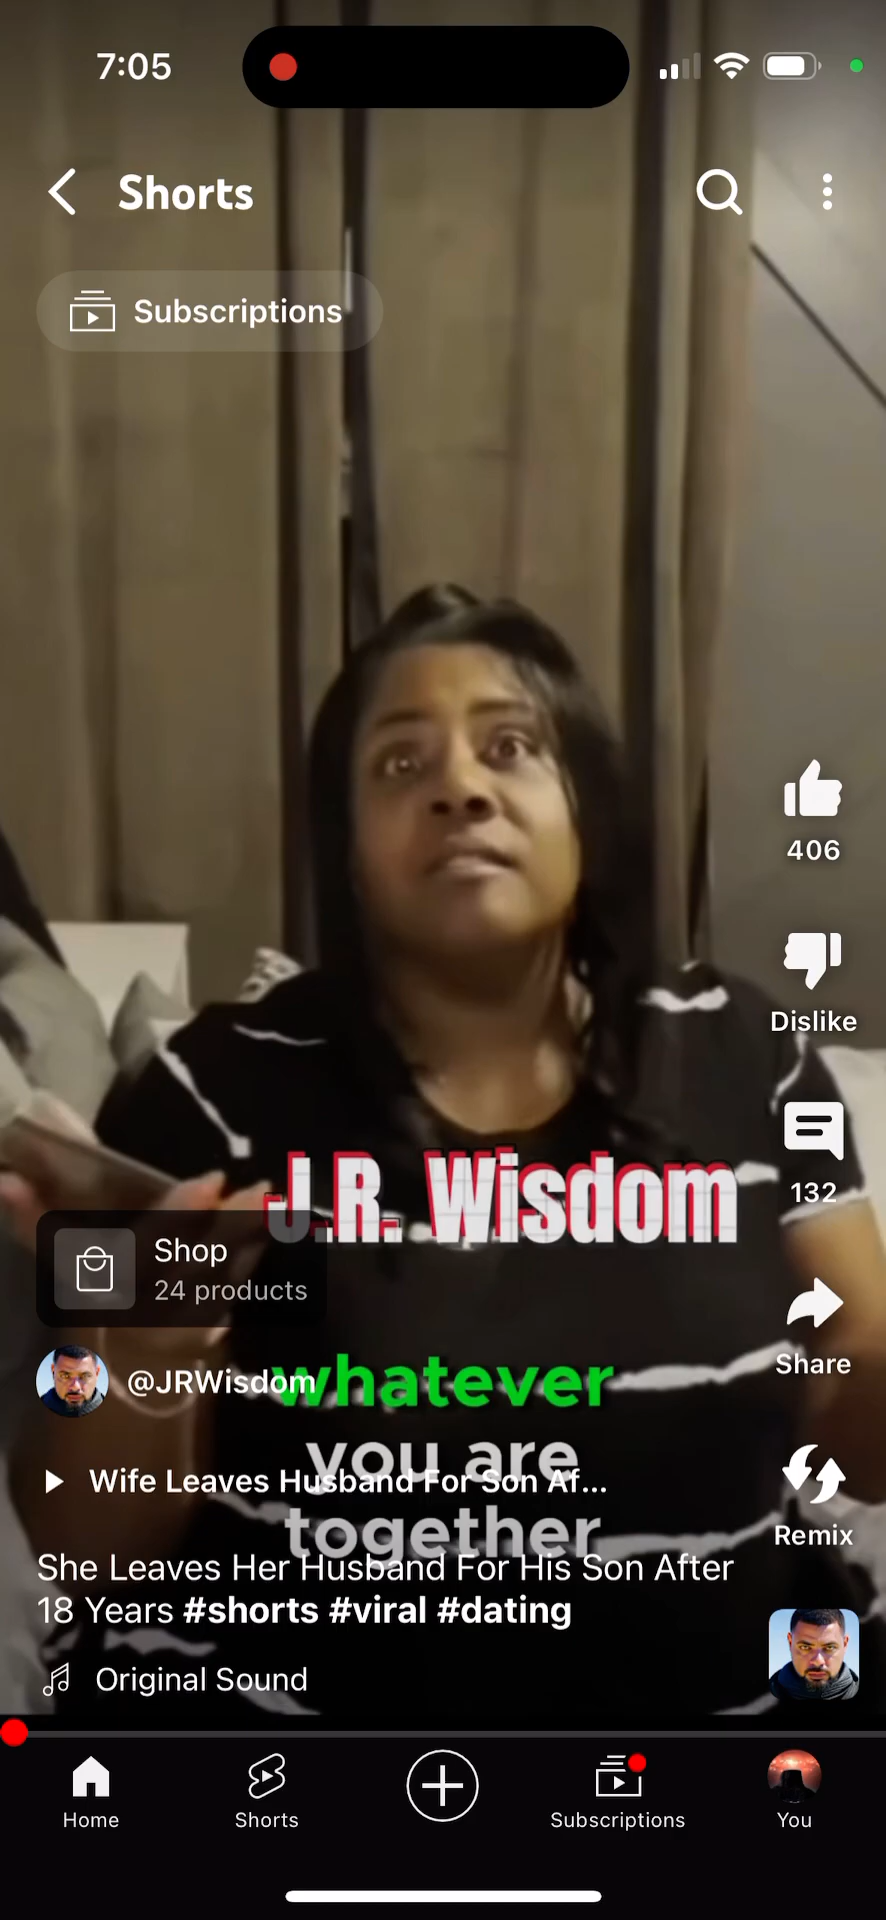 7:05
Shorts
Subscriptions
406
Dislike
132
J.R. Wisdom
Shop
24 products
Share
@JRWisdom
whatever
you are
Wife Leaves Husband For Son Af...
together
Remix
She Leaves Her Husband For His Son After
18 Years #shorts #viral #dating
Original Sound
Home
Shorts
Subscriptions
You